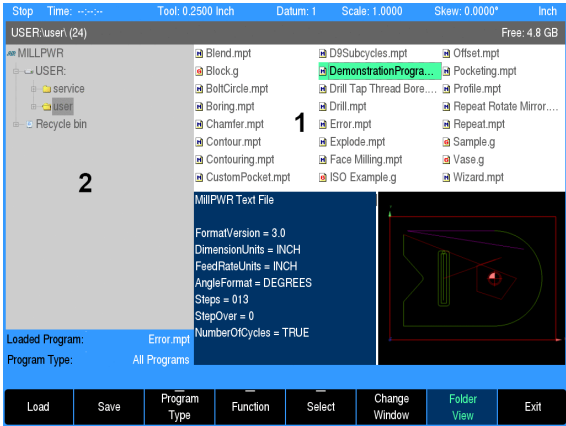 Stop Time: --:--:-- Tool: 0.2500 Inch Datum: 1 Scale: 1.0000 Skew: 0.0000° Inch
USER:\user\ (24) Free: 4.8 GB
MILLPWR
USER:
service
user
Recycle bin
2
Blend.mpt D9Subcycles.mpt Offset.mpt
Block.g DemonstrationProgra... Pocketing.mpt
BoltCircle.mpt Drill Tap Thread Bore.... Profile.mpt
Boring.mpt Drill.mpt Repeat Rotate Mirror....
Chamfer.mpt Error.mpt Repeat.mpt
1
Contour.mpt Explode.mpt Sample.g
Contouring.mpt Face Milling.mpt Vase.g
CustomPocket.mpt ISO Example.g Wizard.mpt
MillPWR Text File
FormatVersion = 3.0
DimensionUnits = INCH
FeedRateUnits = INCH
AngleFormat = DEGREES
Steps = 013
StepOver = 0
NumberOfCycles = TRUE
Loaded Program: Error.mpt
Program Type: All Programs
Load Save Program Type Function Select Change Window Folder View Exit